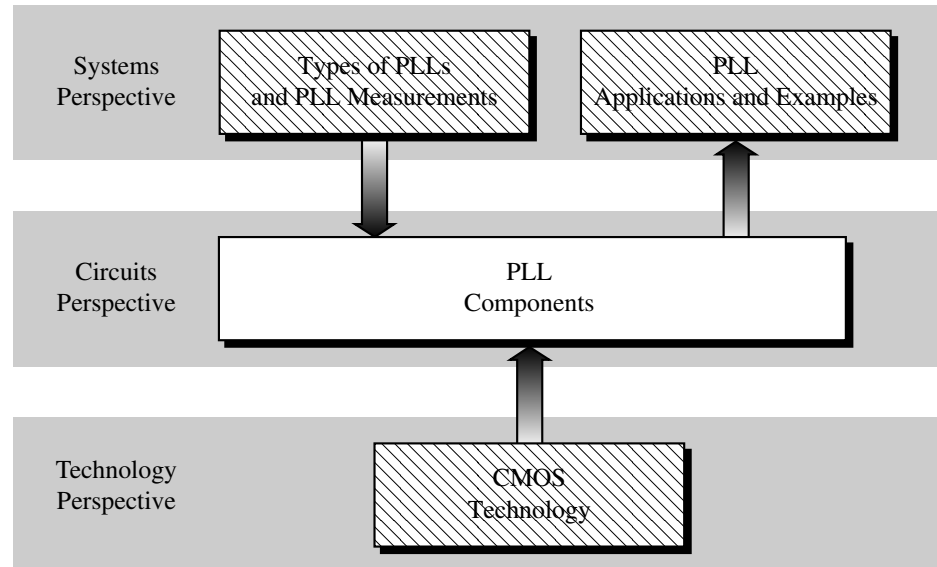 Systems
Perspective
Types of PLLs
and PLL Measurements
PLL
Applications and Examples
Circuits
Perspective
PLL
Components
Technology
Perspective
CMOS
Technology